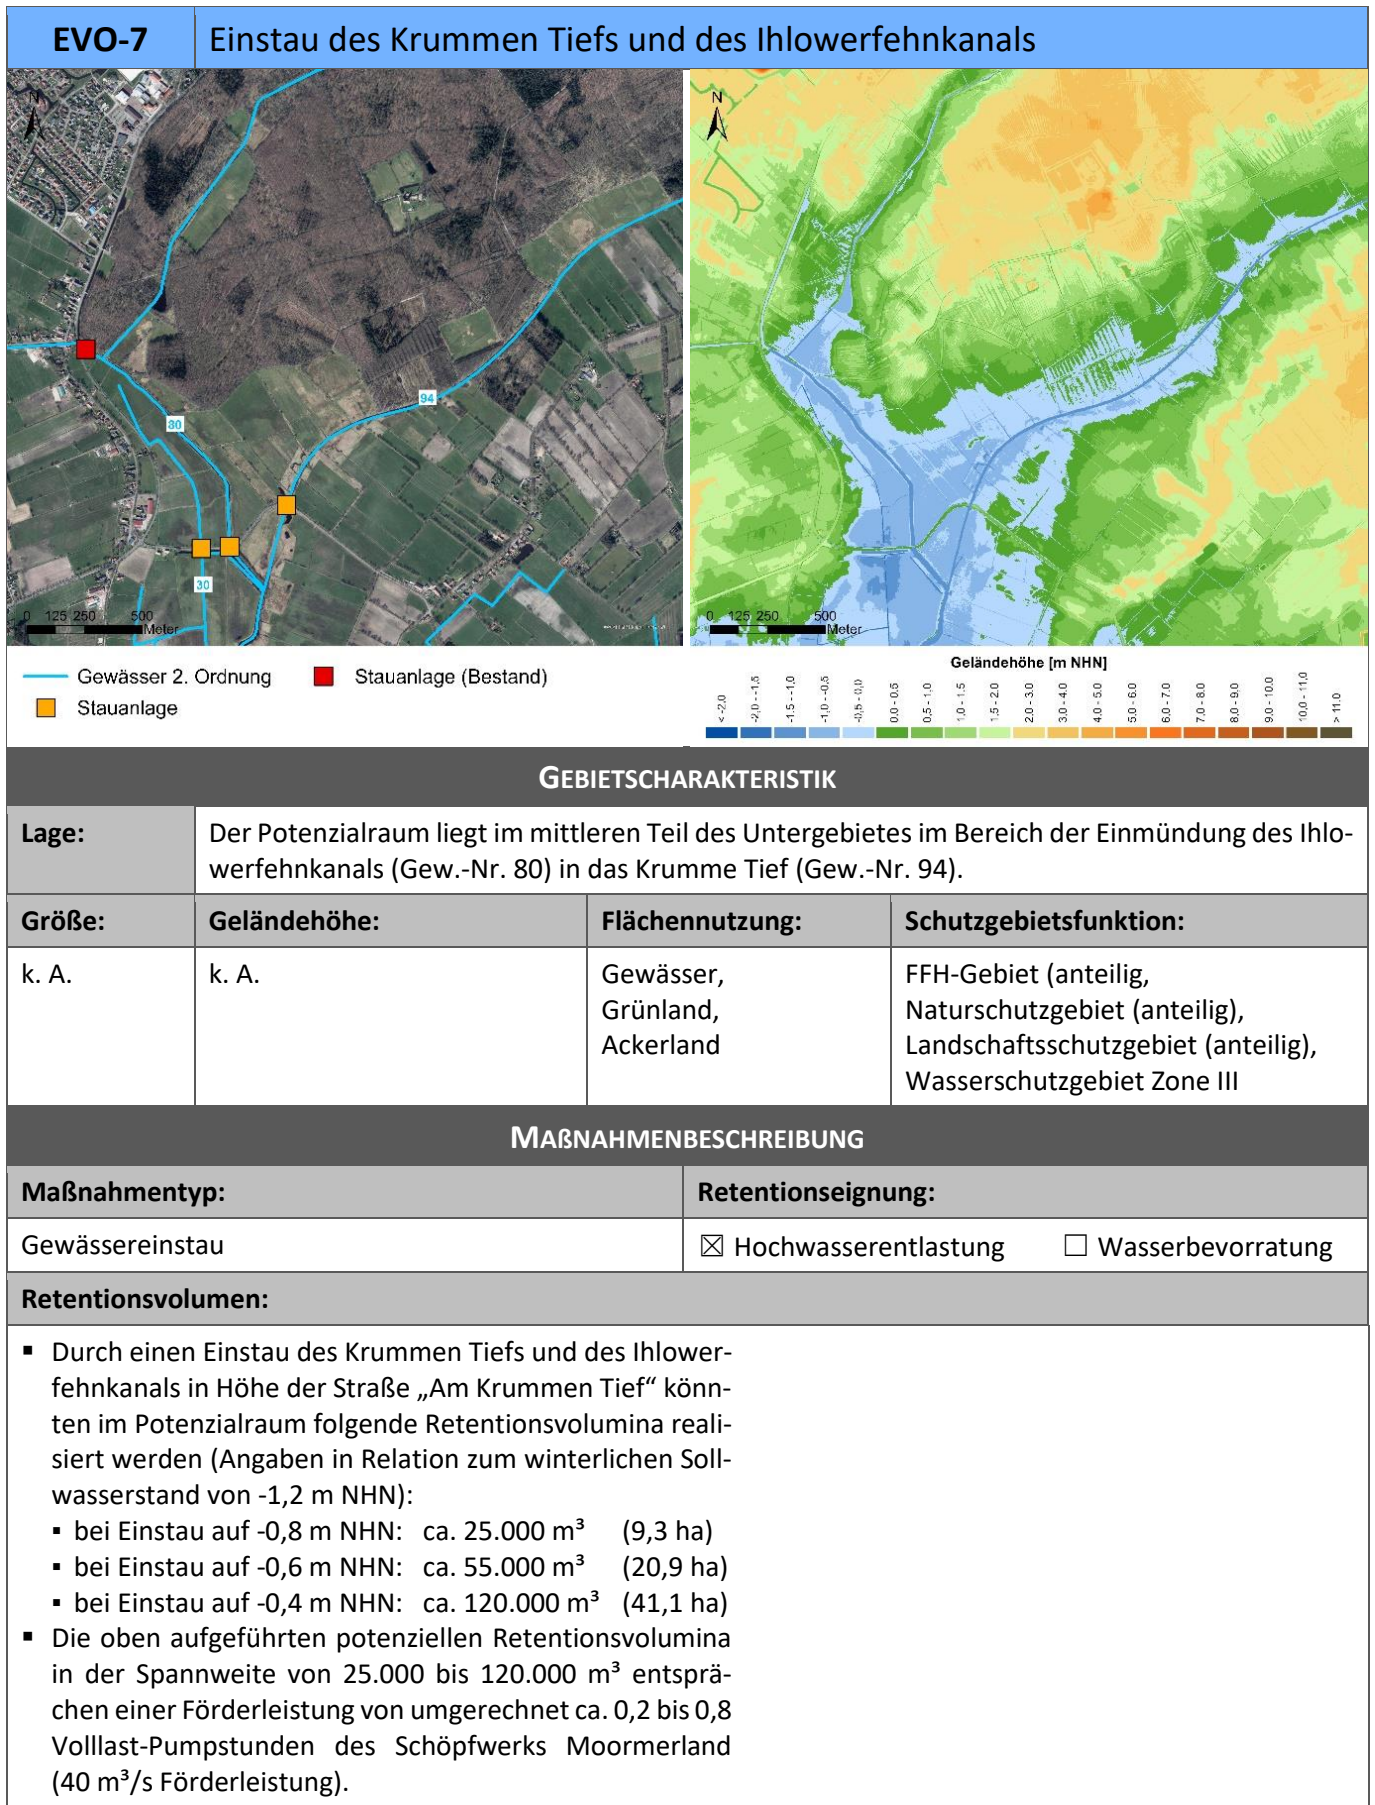 EVO-7 Einstau des Krummen Tiefs und des Ihlowerfehnkanals
N
94
80
30
0 125 250 500
Meter
N
0 125 250 500
Meter
Gewässer 2. Ordnung
Stauanlage (Bestand)
Stauanlage
Geländehöhe [m NHN]
< -2,0
-2,0 - -1,5
-1,5 - -1,0
-1,0 - -0,5
-0,5 - 0,0
0,0 - 0,5
0,5 - 1,0
1,0 - 1,5
1,5 - 2,0
2,0 - 3,0
3,0 - 4,0
4,0 - 5,0
5,0 - 6,0
6,0 - 7,0
7,0 - 8,0
8,0 - 9,0
9,0 - 10,0
10,0 - 11,0
> 11,0
GEBIETSCHARAKTERISTIK
Lage: Der Potenzialraum liegt im mittleren Teil des Untergebietes im Bereich der Einmündung des Ihlo-
werfehnkanals (Gew.-Nr. 80) in das Krumme Tief (Gew.-Nr. 94).
Größe: Geländehöhe: Flächennutzung: Schutzgebietsfunktion:
k. A.
k. A.
Gewässer,
Grünland,
Ackerland
FFH-Gebiet (anteilig,
Naturschutzgebiet (anteilig),
Landschaftsschutzgebiet (anteilig),
Wasserschutzgebiet Zone III
MAßNAHMENBESCHREIBUNG
Maßnahmentyp: Retentionseignung:
Gewässereinstau ☒ Hochwasserentlastung ☐ Wasserbevorratung
Retentionsvolumen:
▪ Durch einen Einstau des Krummen Tiefs und des Ihlower-
fehnkanals in Höhe der Straße „Am Krummen Tief“ könn-
ten im Potenzialraum folgende Retentionsvolumina reali-
siert werden (Angaben in Relation zum winterlichen Soll-
wasserstand von -1,2 m NHN):
▪ bei Einstau auf -0,8 m NHN: ca. 25.000 m³ (9,3 ha)
▪ bei Einstau auf -0,6 m NHN: ca. 55.000 m³ (20,9 ha)
▪ bei Einstau auf -0,4 m NHN: ca. 120.000 m³ (41,1 ha)
▪ Die oben aufgeführten potenziellen Retentionsvolumina
in der Spannweite von 25.000 bis 120.000 m³ entsprä-
chen einer Förderleistung von umgerechnet ca. 0,2 bis 0,8
Volllast-Pumpstunden des Schöpfwerks Moormerland
(40 m³/s Förderleistung).